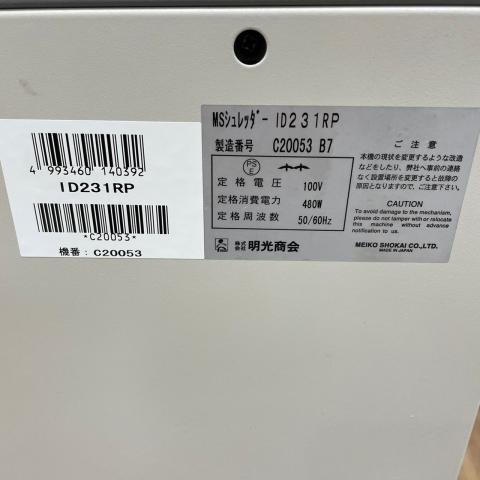 4 993460 140392
ID231RP
*C20053*
機番：C20053
MSシュレッダー ID231RP
製造番号 C20053 B7
PS
E
定格電圧 100V
定格消費電力 480W
定格周波数 50/60Hz
株式会社 明光商会
ご注意
本機の現状を変更するような改造
などをしたり、弊社へ事前の連絡
なく設置場所を変更すると故障の
原因となりますので、ご注意下さい。
CAUTION
To avoid damage to the mechanism,
please do not tamper with or relocate
this machine without advance
notification to us.
MEIKO SHOKAI CO.,LTD.
MADE IN JAPAN